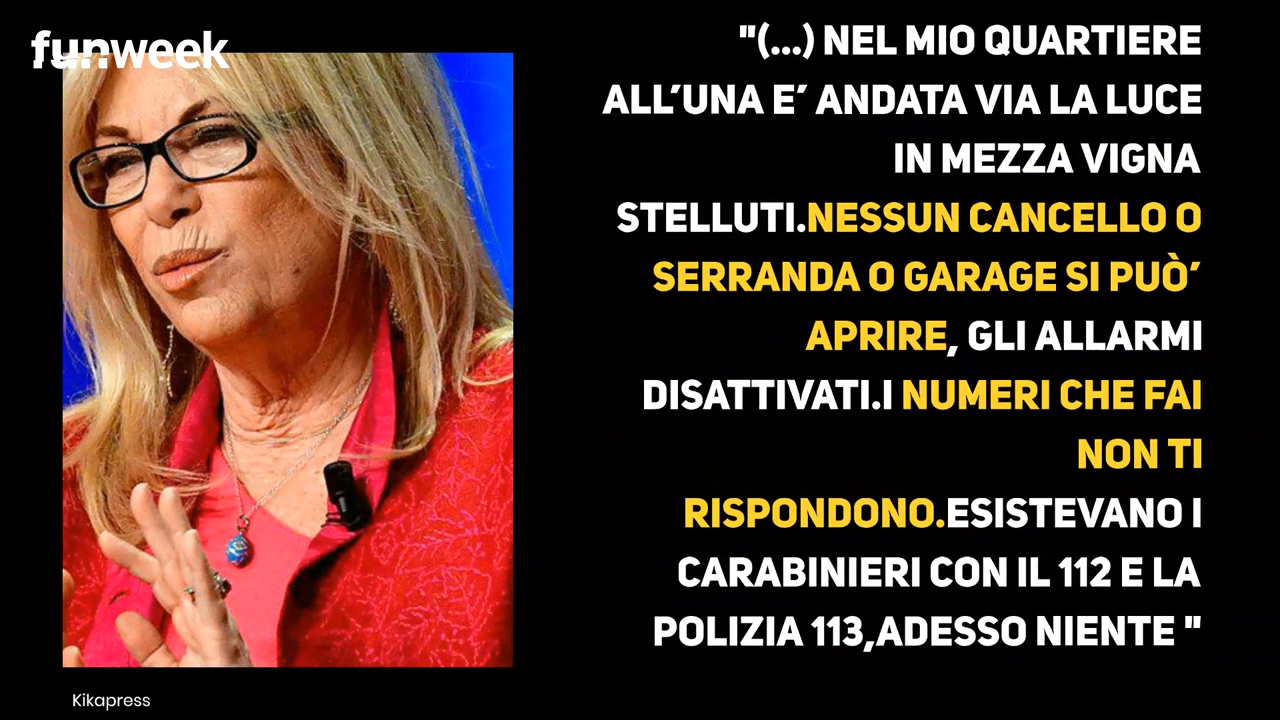 funweek
"(...) NEL MIO QUARTIERE
ALL'UNA E' ANDATA VIA LA LUCE
IN MEZZA VIGNA
STELLUTI.NESSUN CANCELLO O
SERRANDA O GARAGE SI PUÒ'
APRIRE, GLI ALLARMI
DISATTIVATI.I NUMERI CHE FAI
NON TI
RISPONDONO.ESISTEVANO I
CARABINIERI CON IL 112 E LA
POLIZIA 113,ADESSO NIENTE "
Kikapress